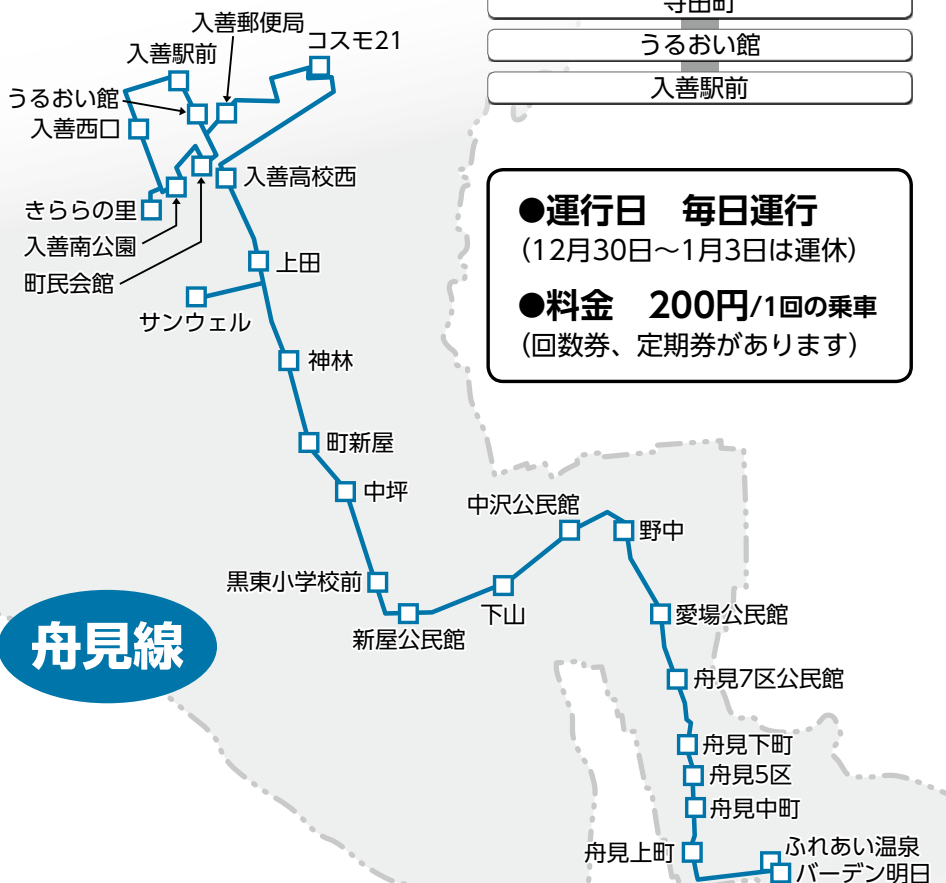 寺田町
うるおい館
入善駅前
入善郵便局
コスモ21
入善駅前
うるおい館
入善西口
入善高校西
きららの里
入善南公園
町民会館
上田
サンウェル
神林
町新屋
中坪
中沢公民館
野中
黒東小学校前
新屋公民館
下山
愛場公民館
舟見7区公民館
舟見下町
舟見5区
舟見中町
舟見上町
ふれあい温泉
バーデン明日
舟見線
●運行日　毎日運行
（12月30日～1月3日は運休）
●料金　200円/1回の乗車
（回数券、定期券があります）